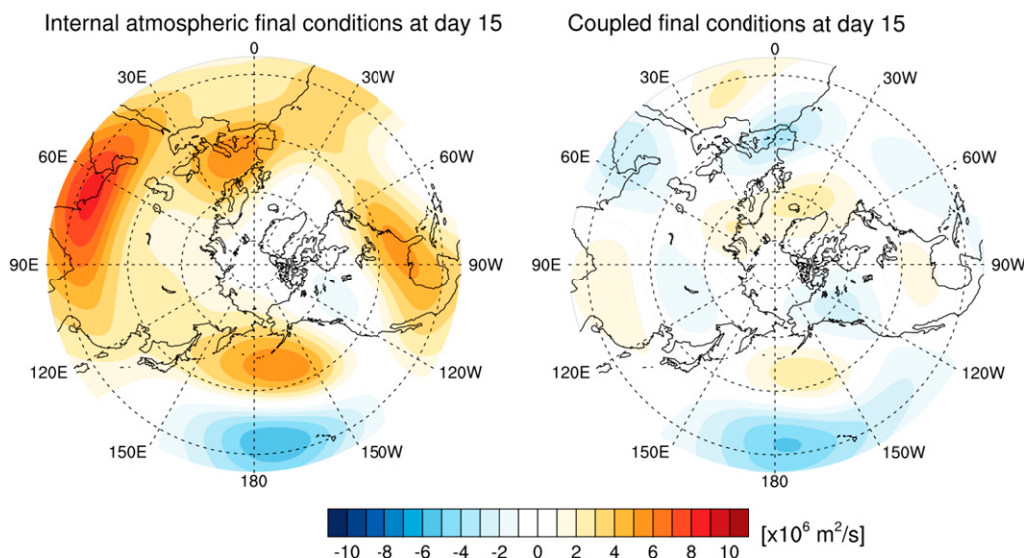 Internal atmospheric final conditions at day 15
Coupled final conditions at day 15
0
0
30E
30W
30E
30W
60E
60W
60E
60W
90E
90W
90E
90W
120E
120W
120E
120W
150E
150W
150E
150W
180
180
-10 -8 -6 -4 -2 0 2 4 6 8 10
[x10⁶ m²/s]